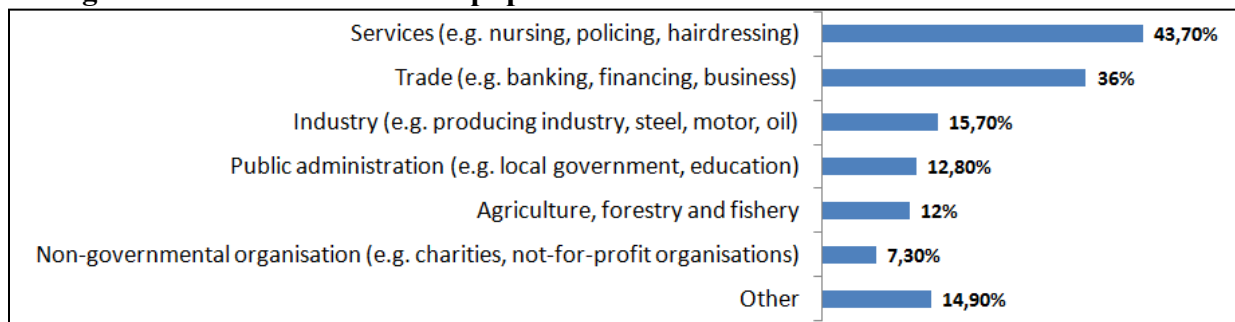 Services (e.g. nursing, policing, hairdressing) 43,70%
Trade (e.g. banking, financing, business) 36%
Industry (e.g. producing industry, steel, motor, oil) 15,70%
Public administration (e.g. local government, education) 12,80%
Agriculture, forestry and fishery 12%
Non-governmental organisation (e.g. charities, not-for-profit organisations) 7,30%
Other 14,90%